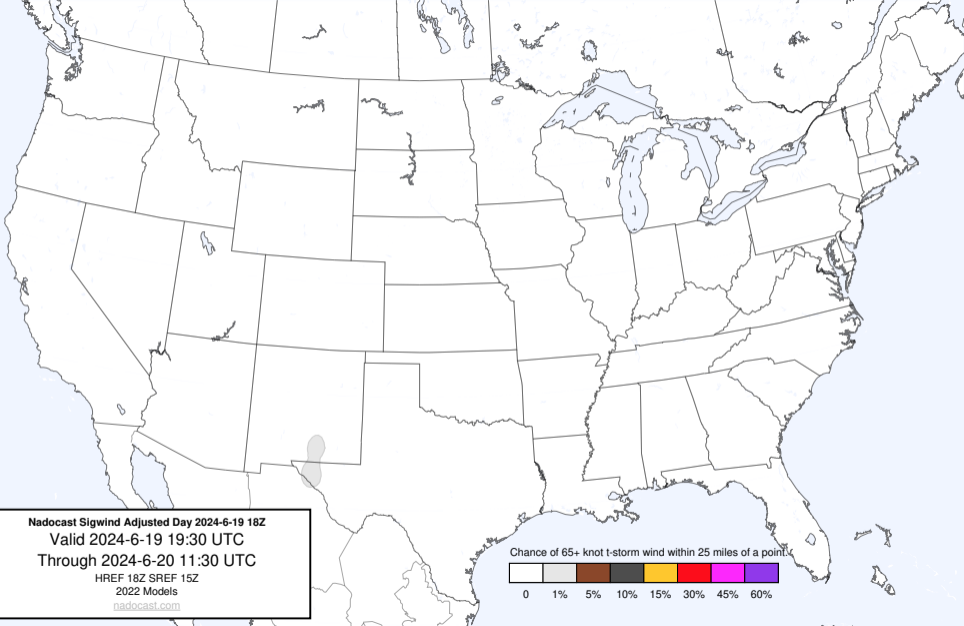 Nadocast Sigwind Adjusted Day 2024-6-19 18Z
Valid 2024-6-19 19:30 UTC
Through 2024-6-20 11:30 UTC
HREF 18Z SREF 15Z
2022 Models
nadocast.com
Chance of 65+ knot t-storm wind within 25 miles of a point.
0 1% 5% 10% 15% 30% 45% 60%